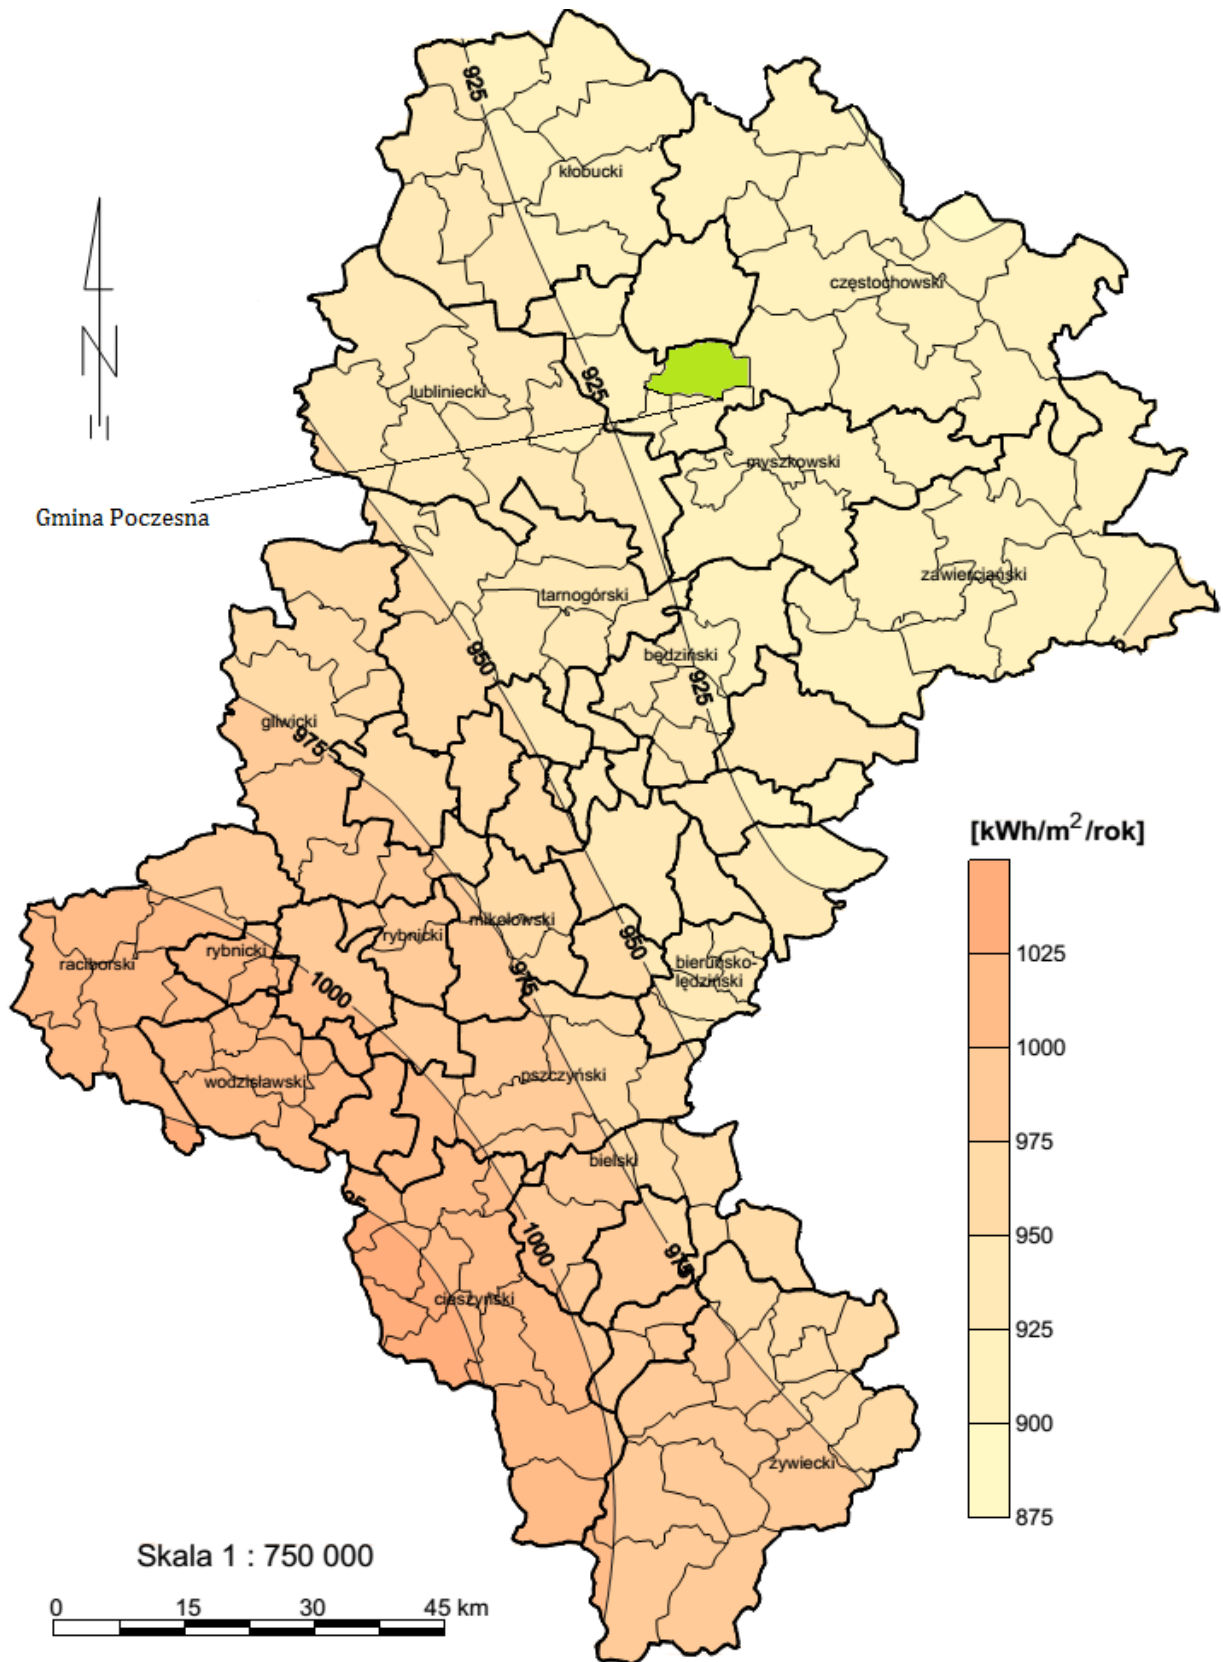 925
kłobucki
częstochowski
N
925
lubliniecki
myszkowski
Gmina Poczesna
zawierciański
tarnogórski
będziński
950
925
gliwicki
975
[kWh/m²/rok]
1025
1000
975
950
925
900
875
mikołowski
rybnicki
rybnicki
raciborski
950
bieruńsko-
lędziński
975
1000
pszczyński
wodzisławski
bielski
1000
975
cieszyński
żywiecki
Skala 1 : 750 000
0 15 30 45 km